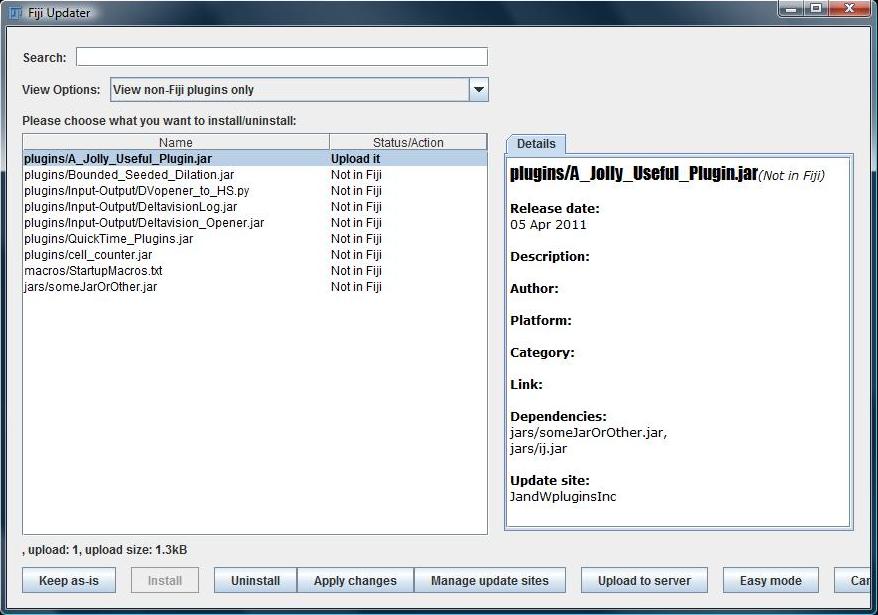 Fiji Updater
Search:
View Options: View non-Fiji plugins only
Please choose what you want to install/uninstall:
Name Status/Action
plugins/A_Jolly_Useful_Plugin.jar Upload it
plugins/Bounded_Seeded_Dilation.jar Not in Fiji
plugins/Input-Output/DVopener_to_HS.py Not in Fiji
plugins/Input-Output/DeltavisionLog.jar Not in Fiji
plugins/Input-Output/Deltavision_Opener.jar Not in Fiji
plugins/QuickTime_Plugins.jar Not in Fiji
plugins/cell_counter.jar Not in Fiji
macros/StartupMacros.txt Not in Fiji
jars/someJarOrOther.jar Not in Fiji
Details
plugins/A_Jolly_Useful_Plugin.jar(Not in Fiji)
Release date:
05 Apr 2011
Description:
Author:
Platform:
Category:
Link:
Dependencies:
jars/someJarOrOther.jar,
jars/ij.jar
Update site:
JandWpluginsInc
, upload: 1, upload size: 1.3kB
Keep as-is Install Uninstall Apply changes Manage update sites Upload to server Easy mode Car